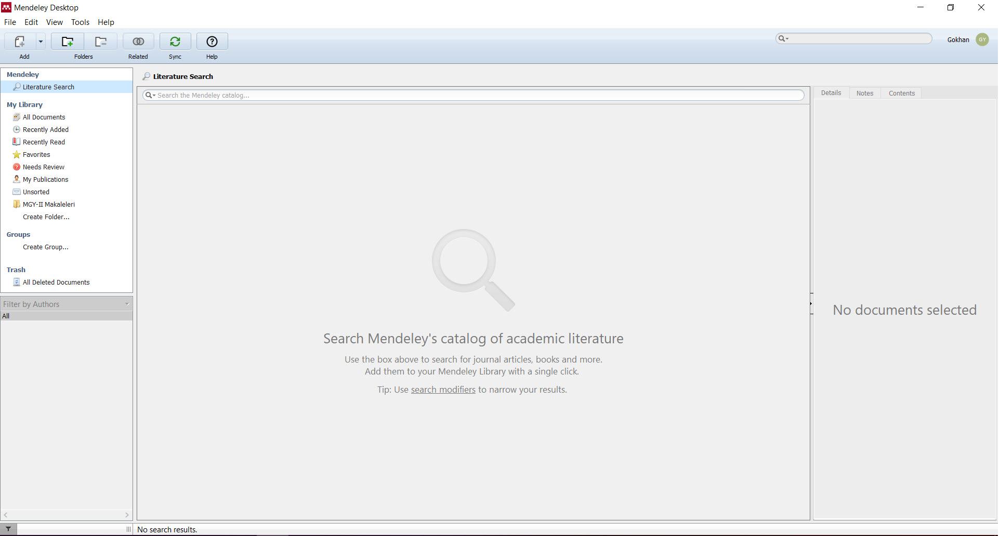 Mendeley Desktop
File Edit View Tools Help
Add Folders Related Sync Help
Gokhan GY
Mendeley
Literature Search
My Library
All Documents
Recently Added
Recently Read
Favorites
Needs Review
My Publications
Unsorted
MGY-II Makaleleri
Create Folder...
Groups
Create Group...
Trash
All Deleted Documents
Filter by Authors
All
Literature Search
Search the Mendeley catalog...
Search Mendeley's catalog of academic literature
Use the box above to search for journal articles, books and more.
Add them to your Mendeley Library with a single click.
Tip: Use search modifiers to narrow your results.
Details Notes Contents
No documents selected
No search results.